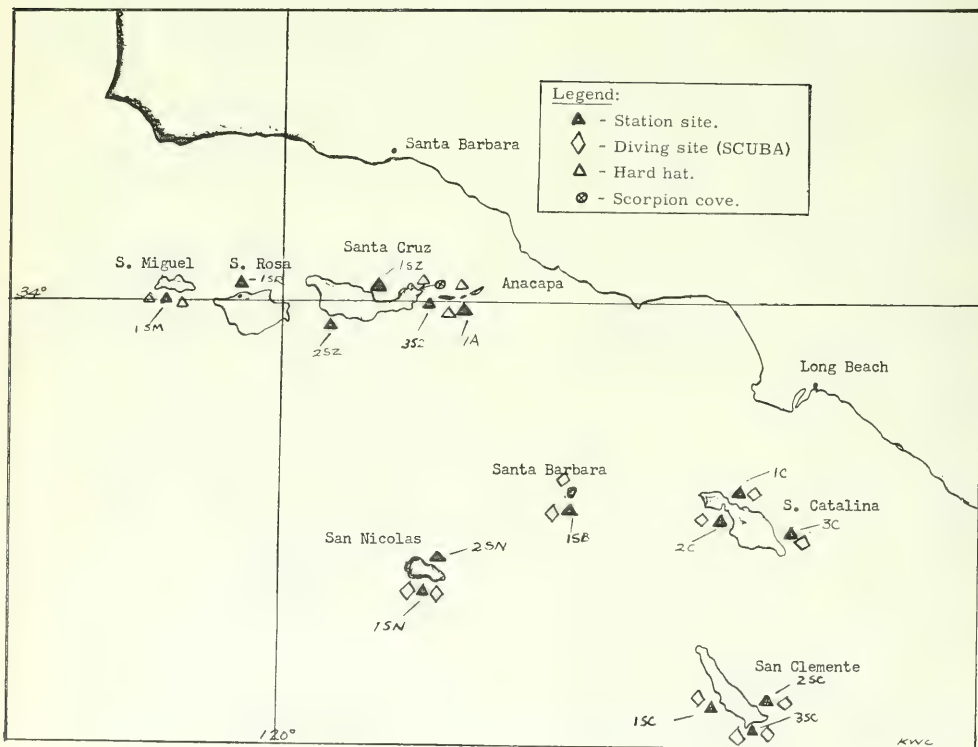 Legend:
- Station site.
- Diving site (SCUBA)
- Hard hat.
- Scorpion cove.
Santa Barbara
Santa Cruz
S. Miguel
S. Rosa
1SZ
1SR
Anacapa
34°
1SM
2SZ
3SZ
1A
Long Beach
Santa Barbara
1C
S. Catalina
San Nicolas
2SN
1SB
2C
3C
1SN
San Clemente
2SC
1SC
3SC
120°
KWC